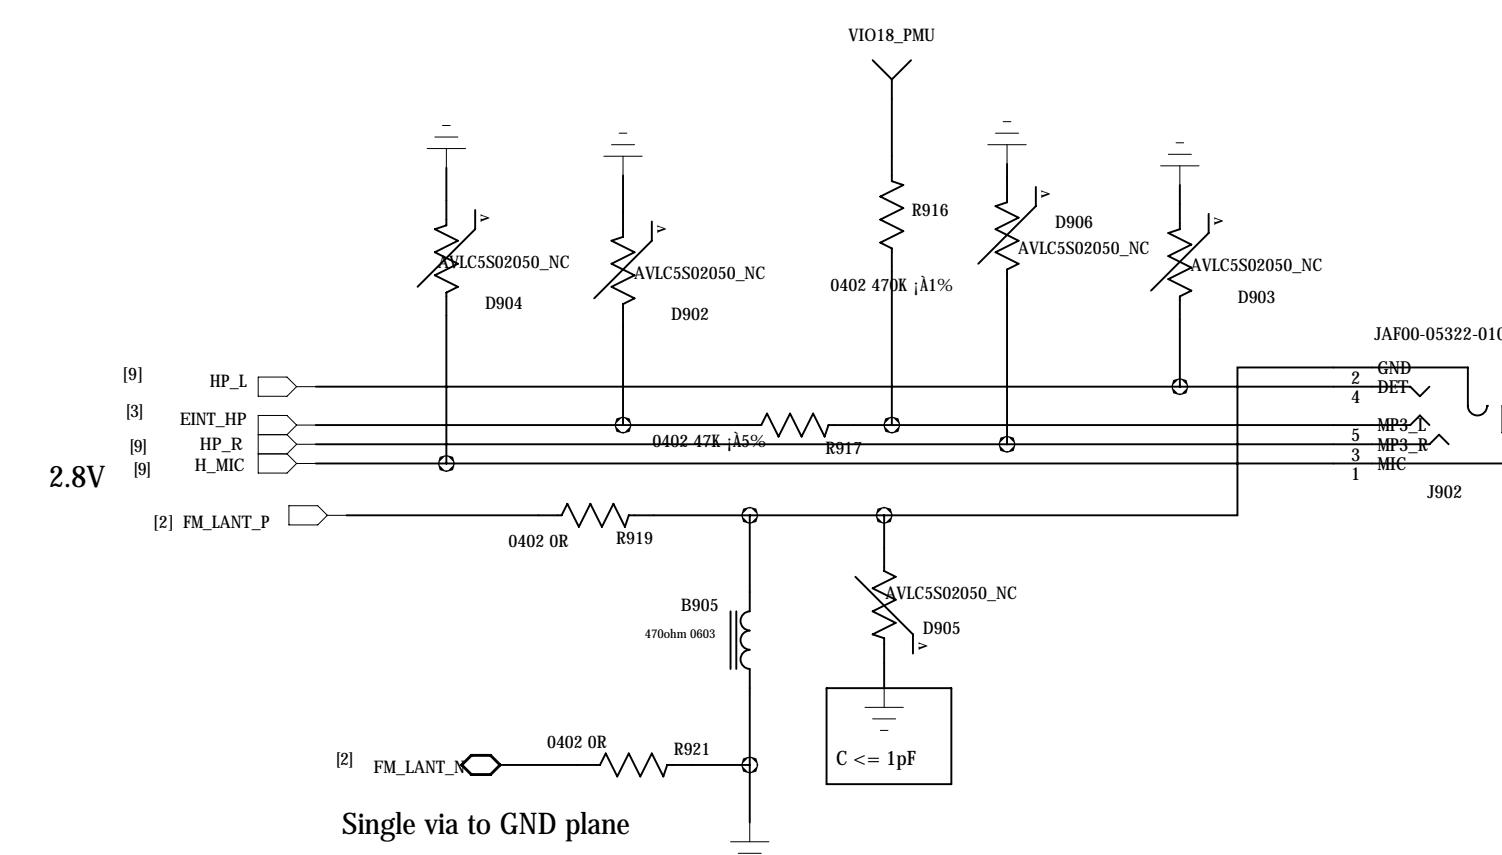 VIO18_PMU
R916
D906
AVLC5S02050_NC
AVLC5S02050_NC
D904
AVLC5S02050_NC
D902
0402 470K ¡À1%
AVLC5S02050_NC
D903
JAF00-05322-010
[9] HP_L
GND
2
DET
4
[3] EINT_HP
MP3_L
5
[9] HP_R
0402 47K ¡À5%
R917
MP3_R
3
2.8V [9] H_MIC
MIC
1
J902
[2] FM_LANT_P
0402 0R
R919
AVLC5S02050_NC
B905
470ohm 0603
D905
[2] FM_LANT_N
0402 0R
R921
C <= 1pF
Single via to GND plane
V
V
V
V
V